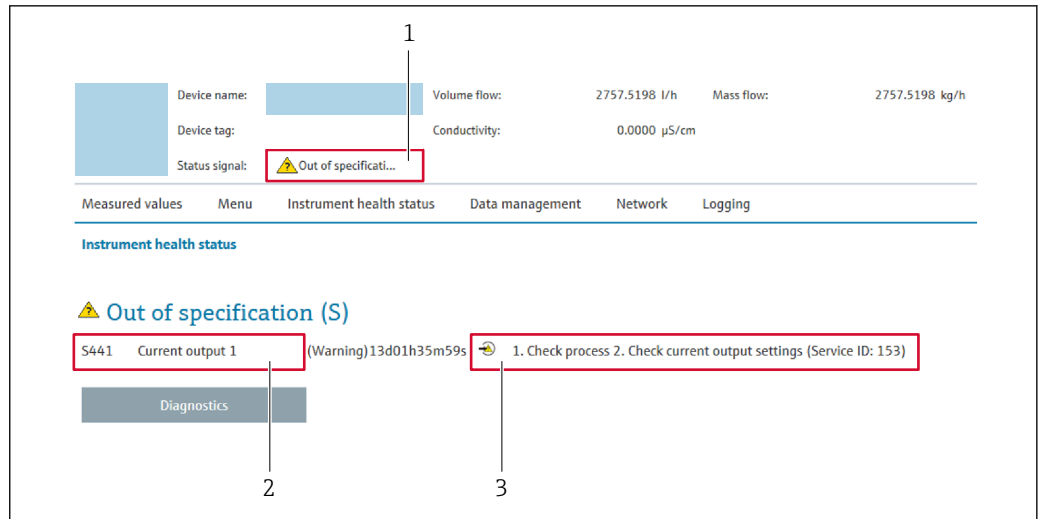 1
Device name: Volume flow: 2757.5198 l/h Mass flow: 2757.5198 kg/h
Device tag: Conductivity: 0.0000 µS/cm
Status signal: Out of specificati...
Measured values Menu Instrument health status Data management Network Logging
Instrument health status
Out of specification (S)
S441 Current output 1 (Warning)13d01h35m59s 1. Check process 2. Check current output settings (Service ID: 153)
Diagnostics
2 3